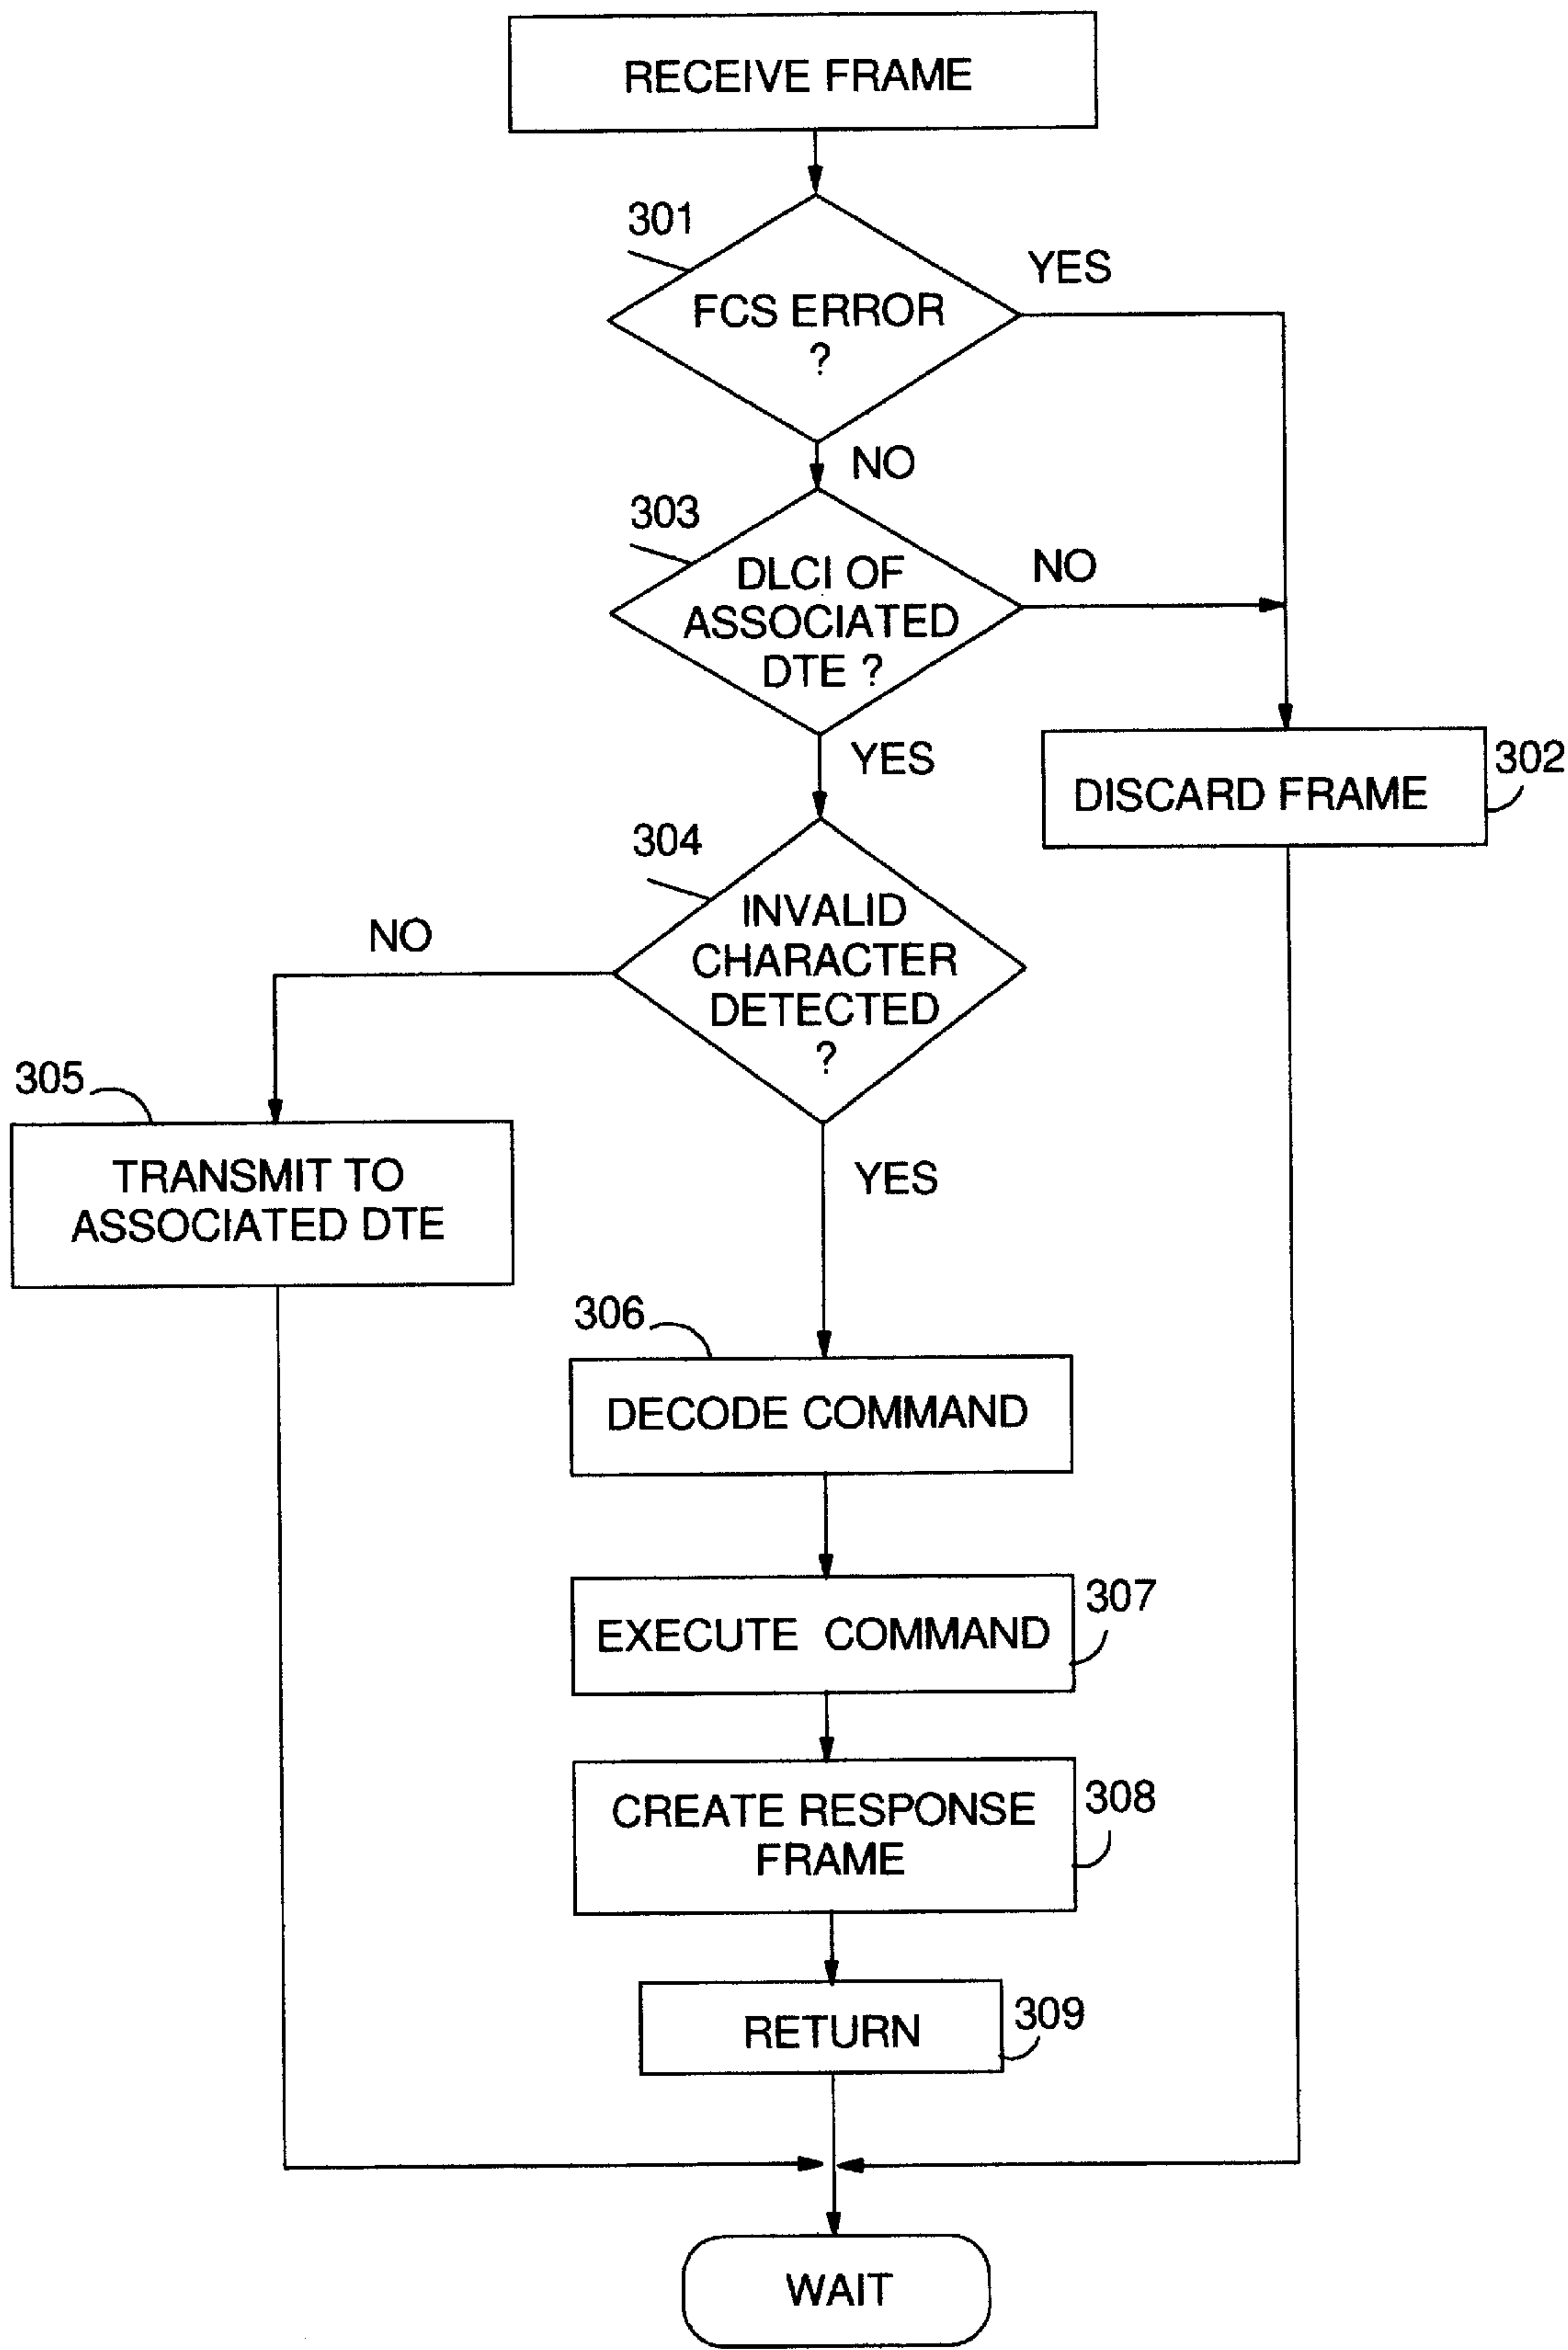 RECEIVE FRAME
301
YES
FCS ERROR
?
NO
303
DLCI OF
ASSOCIATED
DTE ?
NO
YES
302
DISCARD FRAME
304
INVALID
CHARACTER
DETECTED
?
NO
305
TRANSMIT TO
ASSOCIATED DTE
YES
306
DECODE COMMAND
307
EXECUTE COMMAND
308
CREATE RESPONSE
FRAME
309
RETURN
WAIT